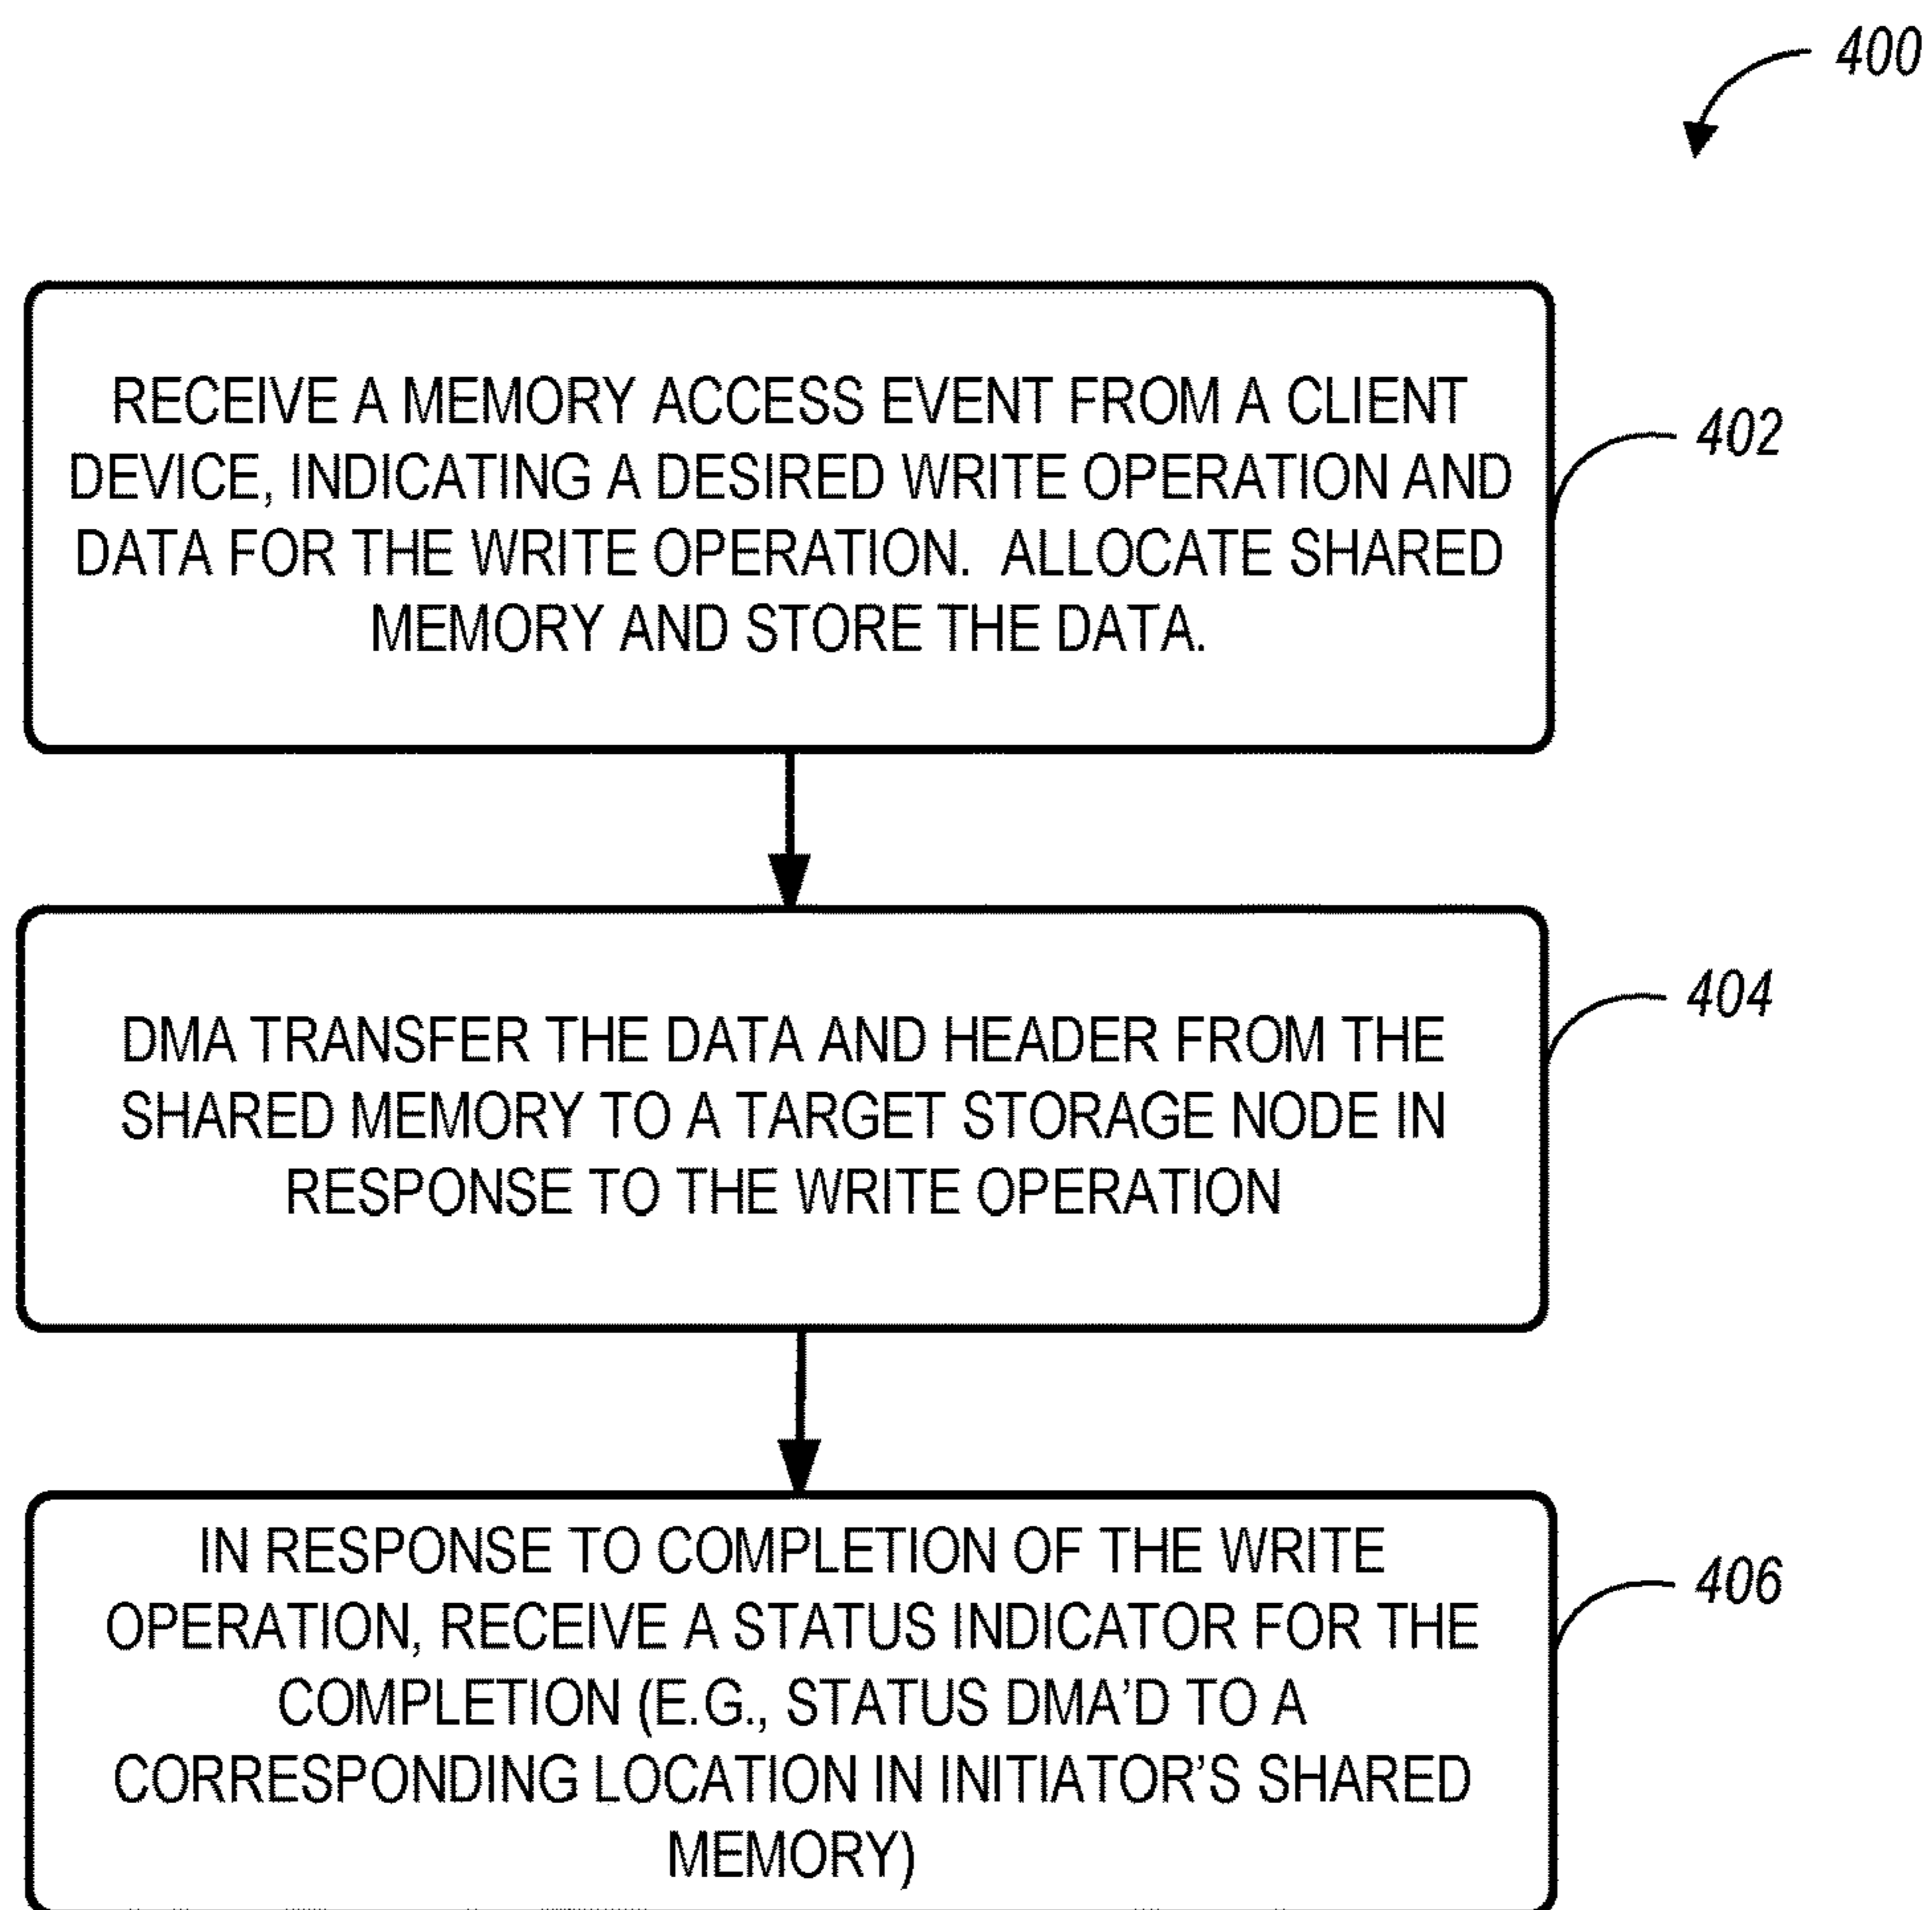 400
RECEIVE A MEMORY ACCESS EVENT FROM A CLIENT
DEVICE, INDICATING A DESIRED WRITE OPERATION AND
DATA FOR THE WRITE OPERATION.  ALLOCATE SHARED
MEMORY AND STORE THE DATA.
402
DMA TRANSFER THE DATA AND HEADER FROM THE
SHARED MEMORY TO A TARGET STORAGE NODE IN
RESPONSE TO THE WRITE OPERATION
404
IN RESPONSE TO COMPLETION OF THE WRITE
OPERATION, RECEIVE A STATUS INDICATOR FOR THE
COMPLETION (E.G., STATUS DMA’D TO A
CORRESPONDING LOCATION IN INITIATOR’S SHARED
MEMORY)
406